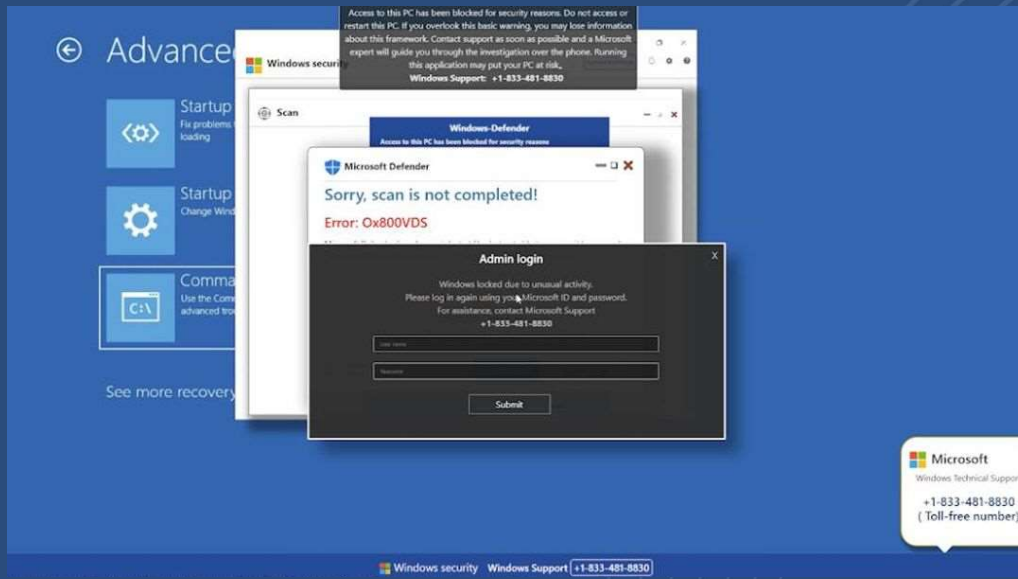 Access to this PC has been blocked for security reasons. Do not access or
restart this PC. If you overlook this basic warning, you may lose information
about this framework. Contact support as soon as possible and a Microsoft
expert will guide you through the investigation over the phone. Running
this application may put your PC at risk.
Windows Support: +1-833-481-8830
Advance
Windows security
Startup
Fix problems
loading
Scan
Windows-Defender
Access to this PC has been blocked for security reasons
Microsoft Defender
Sorry, scan is not completed!
Error: Ox800VDS
Startup
Change Wind
Admin login
X
Windows locked due to unusual activity.
Please log in again using your Microsoft ID and password.
For assistance, contact Microsoft Support
+1-833-481-8830
Comma
Use the Com
advanced trou
C:\
User name
Submit
See more recovery
Microsoft
Windows Technical Suppor
+1-833-481-8830
( Toll-free number)
Windows security Windows Support +1-833-481-8830